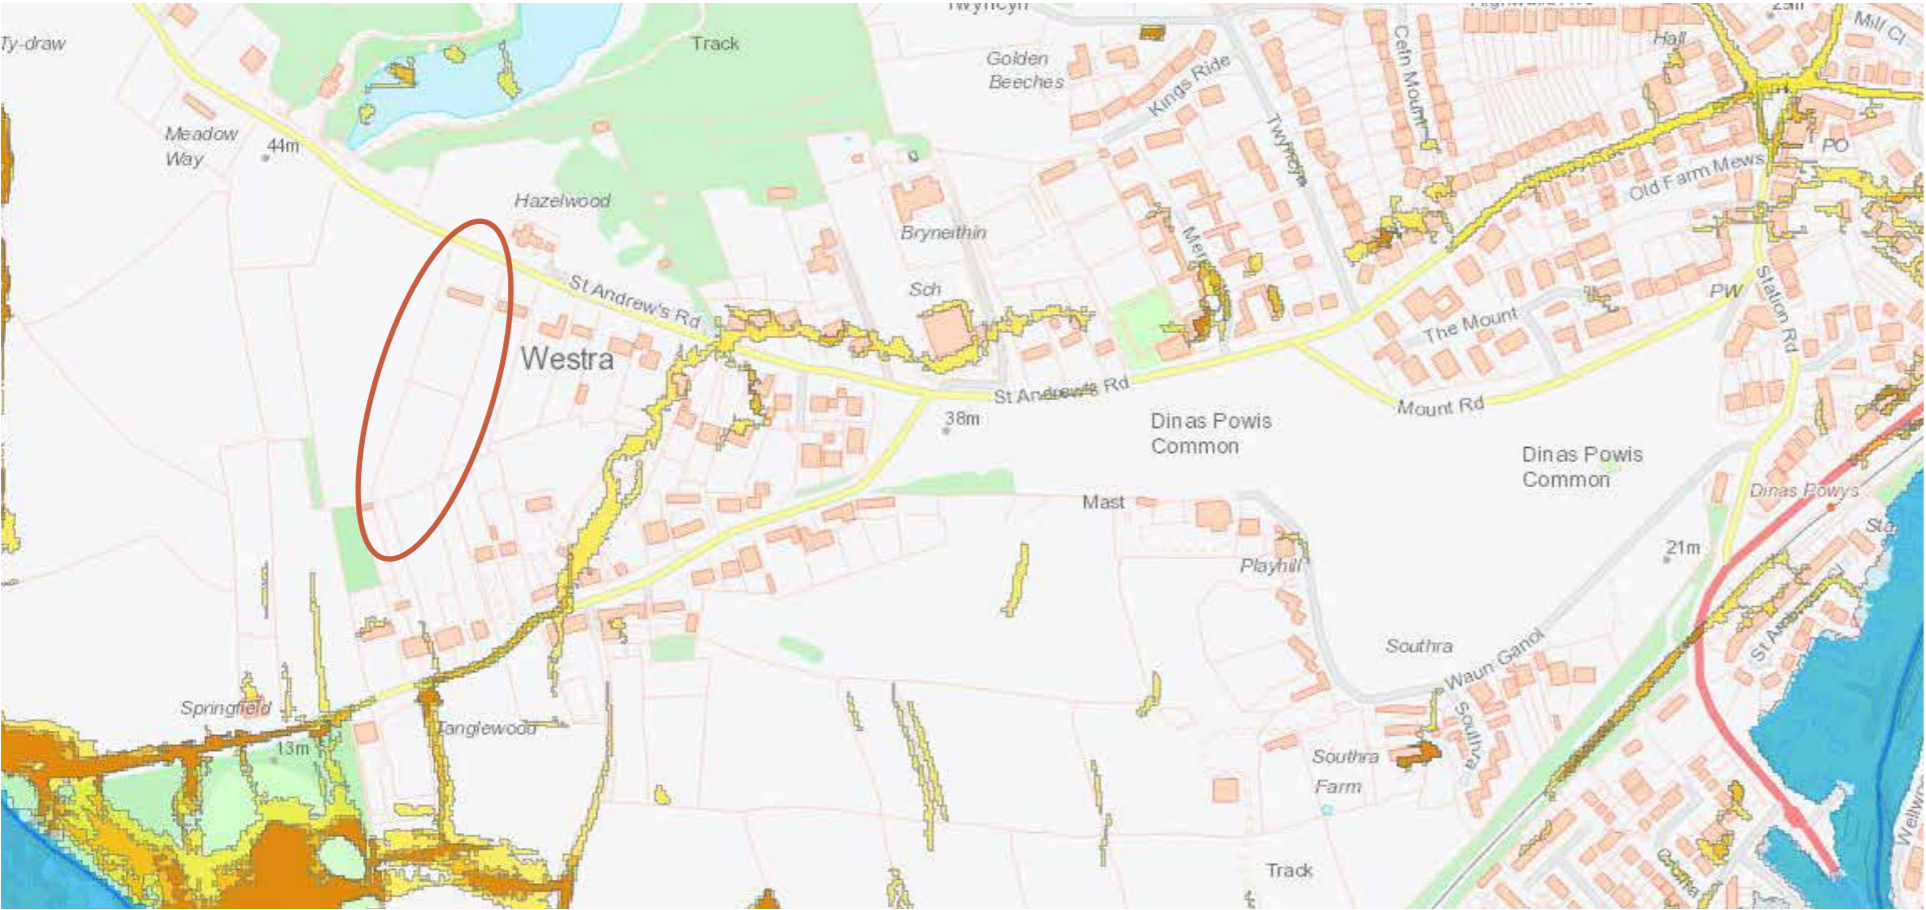 Twyncyn
Ty-draw
Track
Golden
Beeches
Kings Ride
Cefn Mount
Hall
29m
Mill Cl
Meadow
Way
44m
Twyncyn
PO
Old Farm Mews
Hazelwood
Bryneithin
Sch
St Andrew's Rd
Westra
The Mount
PW
Station Rd
St Andrew's Rd
38m
Mount Rd
Dinas Powis
Common
Dinas Powis
Common
Dinas Powys
Sta
Mast
21m
Playhill
Southra
Waun Ganol
Springfield
Tanglewood
13m
Southra
Southra
Farm
Track